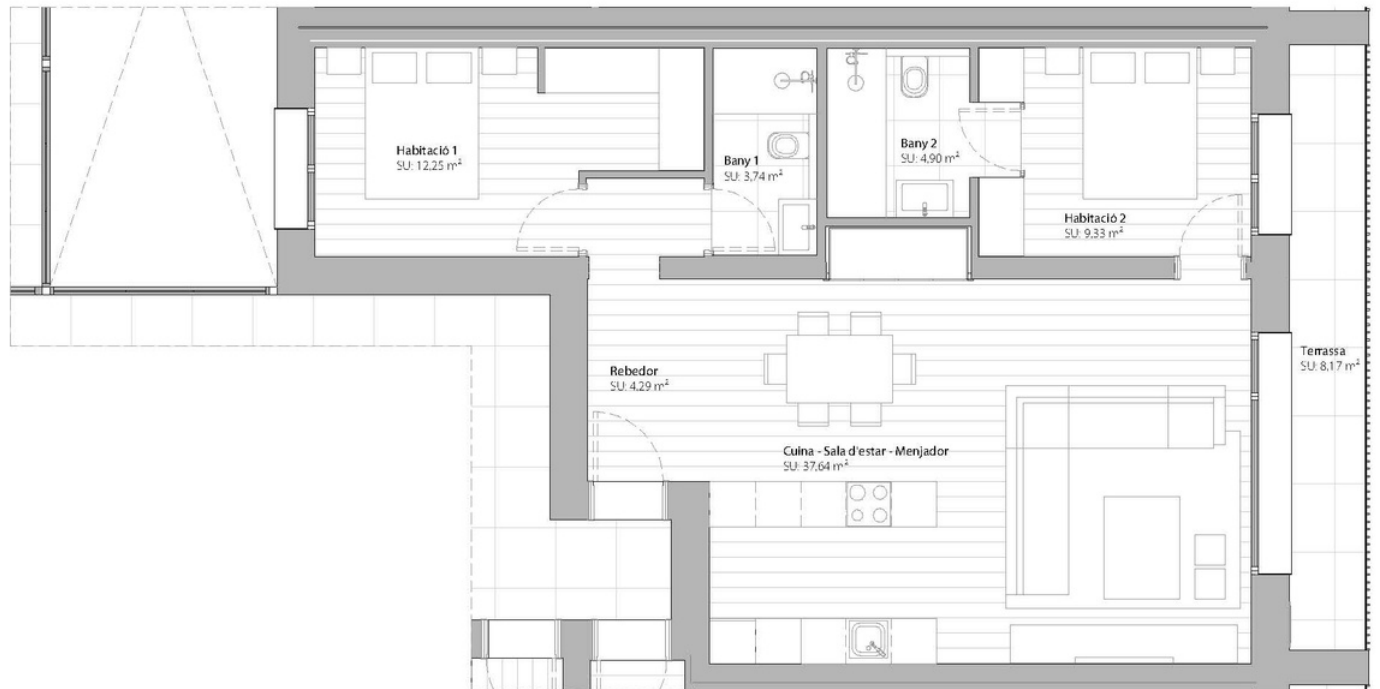 Habitació 1
SU: 12,25 m²
Bany 1
SU: 3,74 m²
Bany 2
SU: 4,90 m²
Habitació 2
SU: 9,33 m²
Rebedor
SU: 4,29 m²
Terrassa
SU: 8,17 m²
Cuina - Sala d'estar - Menjador
SU: 37,64 m²